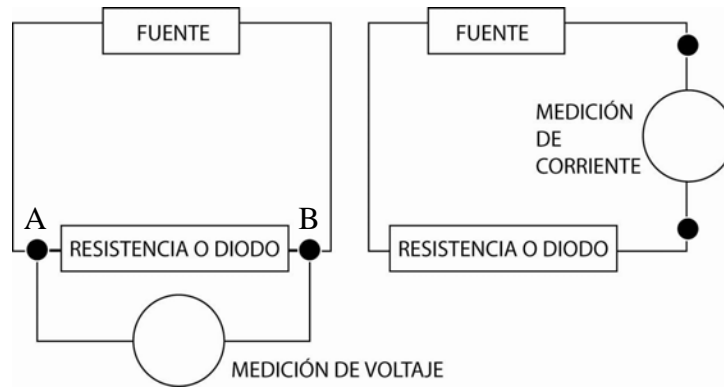 FUENTE
A
B
RESISTENCIA O DIODO
MEDICIÓN DE VOLTAJE
FUENTE
MEDICIÓN
DE
CORRIENTE
RESISTENCIA O DIODO